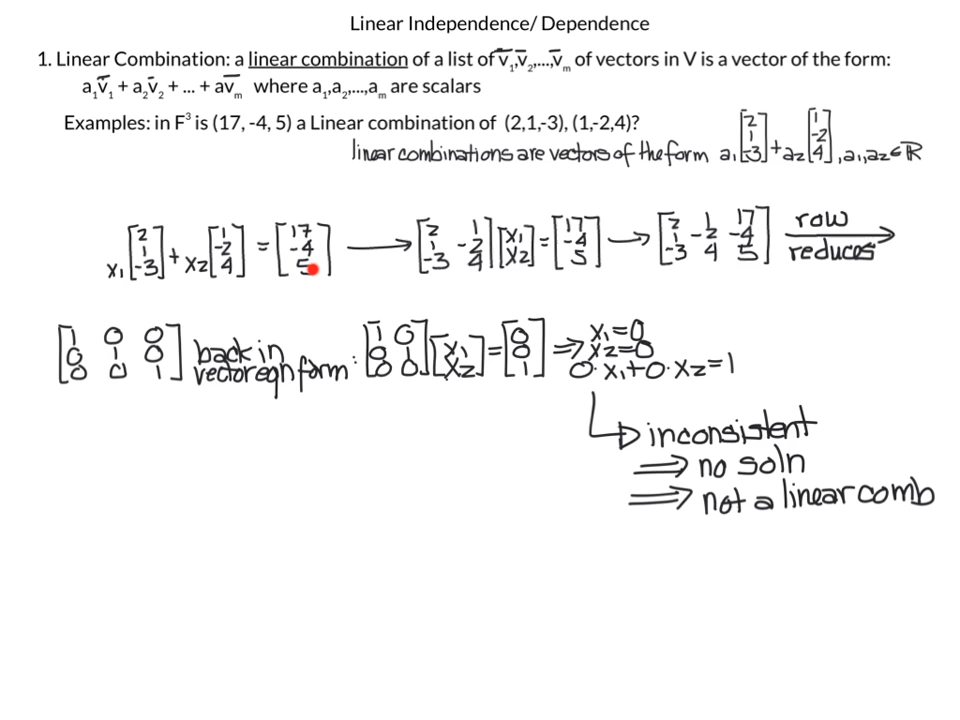 Linear Independence/ Dependence
1. Linear Combination: a linear combination of a list of v̄₁,v̄₂,...,v̄ₘ of vectors in V is a vector of the form:
a₁v̄₁ + a₂v̄₂ + ... + av̄ₘ where a₁,a₂,...,aₘ are scalars
Examples: in F³ is (17, -4, 5) a Linear combination of (2,1,-3), (1,-2,4)?
linear combinations are vectors of the form a₁[2 1 -3] + a₂[1 -2 4], a₁,a₂ ∈ ℝ
x₁[2 1 -3] + x₂[1 -2 4] = [17 -4 5] → [2 1; 1 -2; -3 4][x₁ x₂] = [17 -4 5] → [2 1 17; 1 -2 -4; -3 4 5] row reduces →
[1 0 0; 0 1 0; 0 0 1] back in vector eqn form: [1 0; 0 1; 0 0][x₁ x₂] = [0 0 1] ⇒ x₁=0
x₂=0
0·x₁+0·x₂=1
↳ inconsistent
⇒ no soln
⇒ not a linear comb